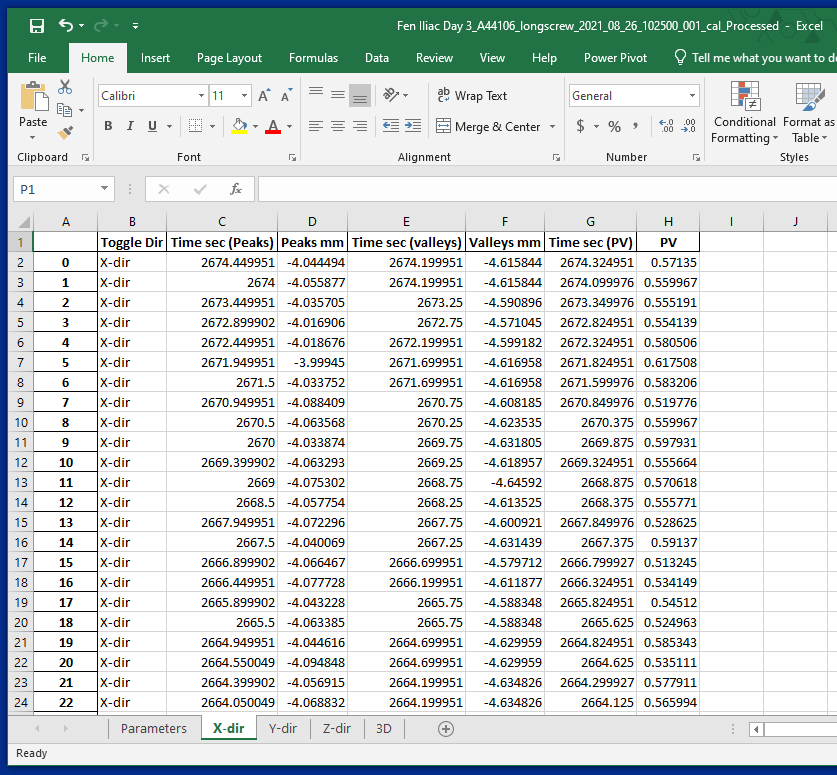 Fen Iliac Day 3_A44106_longscrew_2021_08_26_102500_001_cal_Processed - Excel
File Home Insert Page Layout Formulas Data Review View Help Power Pivot Tell me what you want to do
Paste
Calibri 11 A A
B I U A
Wrap Text
Merge & Center
General
$ % , .00 .00
Conditional Formatting
Format as Table
Clipboard Font Alignment Number Styles
P1 fx
A B C D E F G H I J
1 Toggle Dir Time sec (Peaks) Peaks mm Time sec (valleys) Valleys mm Time sec (PV) PV
2 0 X-dir 2674.449951 -4.044494 2674.199951 -4.615844 2674.324951 0.57135
3 1 X-dir 2674 -4.055877 2674.199951 -4.615844 2674.099976 0.559967
4 2 X-dir 2673.449951 -4.035705 2673.25 -4.590896 2673.349976 0.555191
5 3 X-dir 2672.899902 -4.016906 2672.75 -4.571045 2672.824951 0.554139
6 4 X-dir 2672.449951 -4.018676 2672.199951 -4.599182 2672.324951 0.580506
7 5 X-dir 2671.949951 -3.99945 2671.699951 -4.616958 2671.824951 0.617508
8 6 X-dir 2671.5 -4.033752 2671.699951 -4.616958 2671.599976 0.583206
9 7 X-dir 2670.949951 -4.088409 2670.75 -4.608185 2670.849976 0.519776
10 8 X-dir 2670.5 -4.063568 2670.25 -4.623535 2670.375 0.559967
11 9 X-dir 2670 -4.033874 2669.75 -4.631805 2669.875 0.597931
12 10 X-dir 2669.399902 -4.063293 2669.25 -4.618957 2669.324951 0.555664
13 11 X-dir 2669 -4.075302 2668.75 -4.64592 2668.875 0.570618
14 12 X-dir 2668.5 -4.057754 2668.25 -4.613525 2668.375 0.555771
15 13 X-dir 2667.949951 -4.072296 2667.75 -4.600921 2667.849976 0.528625
16 14 X-dir 2667.5 -4.040069 2667.25 -4.631439 2667.375 0.59137
17 15 X-dir 2666.899902 -4.066467 2666.699951 -4.579712 2666.799927 0.513245
18 16 X-dir 2666.449951 -4.077728 2666.199951 -4.611877 2666.324951 0.534149
19 17 X-dir 2665.899902 -4.043228 2665.75 -4.588348 2665.824951 0.54512
20 18 X-dir 2665.5 -4.063385 2665.75 -4.588348 2665.625 0.524963
21 19 X-dir 2664.949951 -4.044616 2664.699951 -4.629959 2664.824951 0.585343
22 20 X-dir 2664.550049 -4.094848 2664.699951 -4.629959 2664.625 0.535111
23 21 X-dir 2664.399902 -4.056915 2664.199951 -4.634826 2664.299927 0.577911
24 22 X-dir 2664.050049 -4.068832 2664.199951 -4.634826 2664.125 0.565994
Parameters X-dir Y-dir Z-dir 3D
Ready